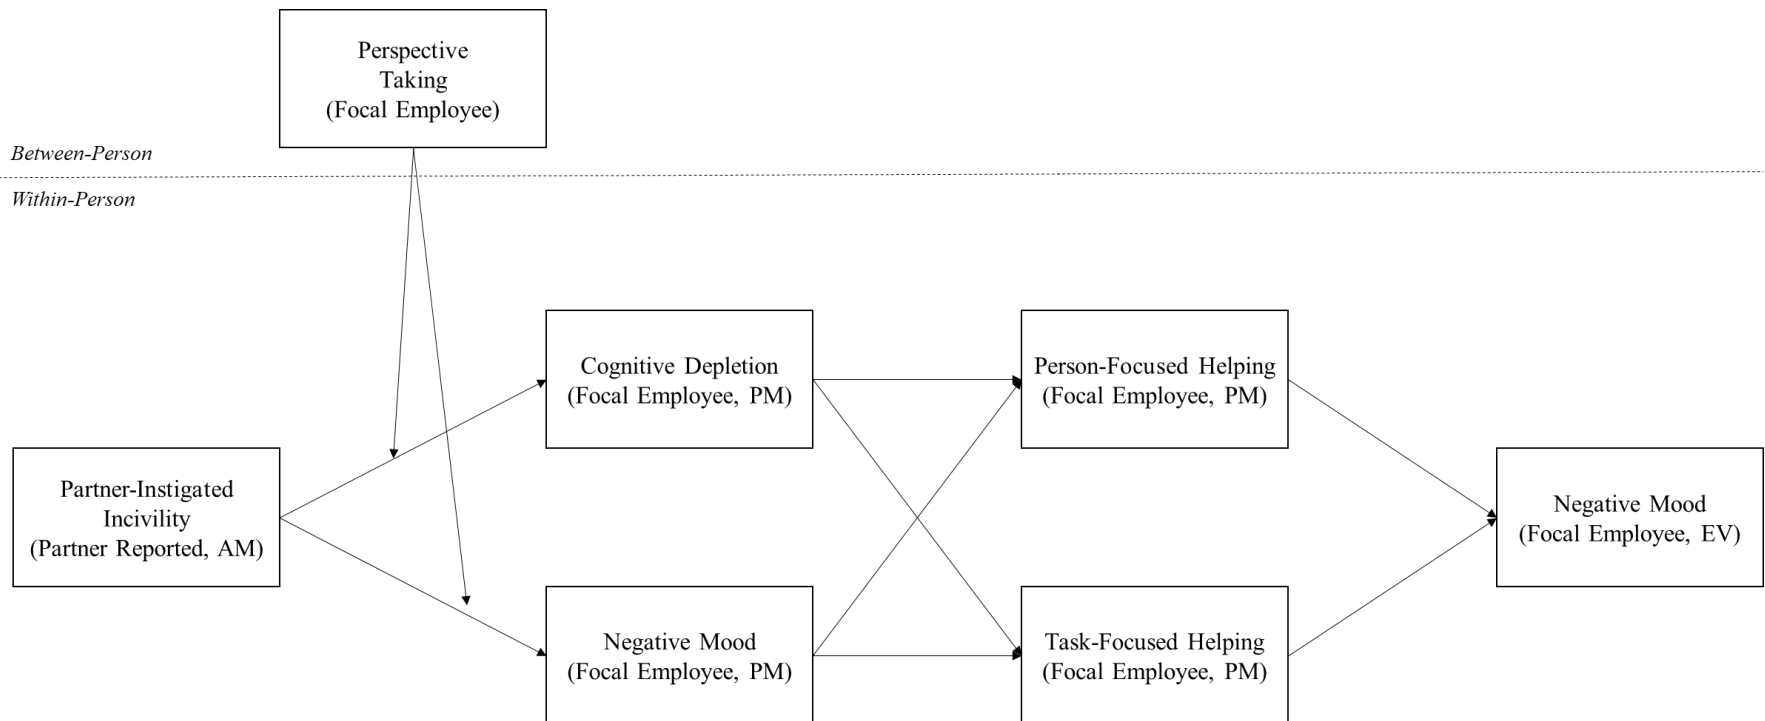 Perspective
Taking
(Focal Employee)
Between-Person
Within-Person
Cognitive Depletion
(Focal Employee, PM)
Person-Focused Helping
(Focal Employee, PM)
Partner-Instigated
Incivility
(Partner Reported, AM)
Negative Mood
(Focal Employee, EV)
Negative Mood
(Focal Employee, PM)
Task-Focused Helping
(Focal Employee, PM)